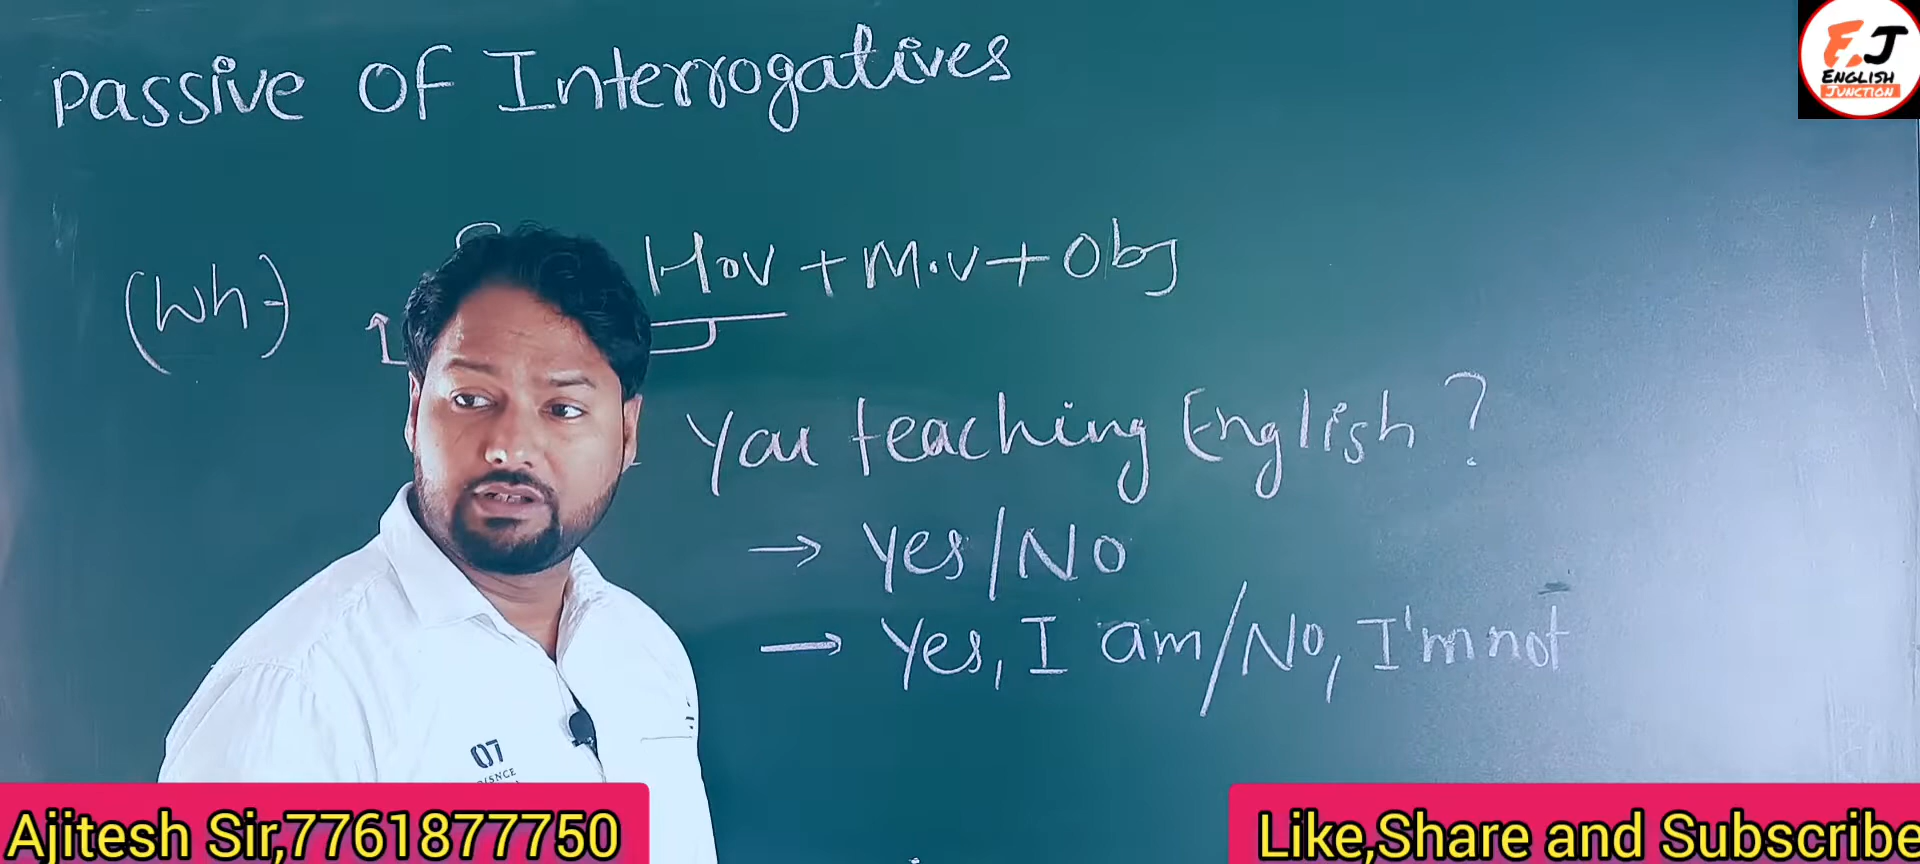 Passive Of Interrogatives
E.J
ENGLISH
JUNCTION
(Wh-) Hov + M.v + Obj
You teaching English ?
→ Yes/No
→ Yes, I am/No, I'm not
07
Ajitesh Sir,7761877750
Like,Share and Subscribe